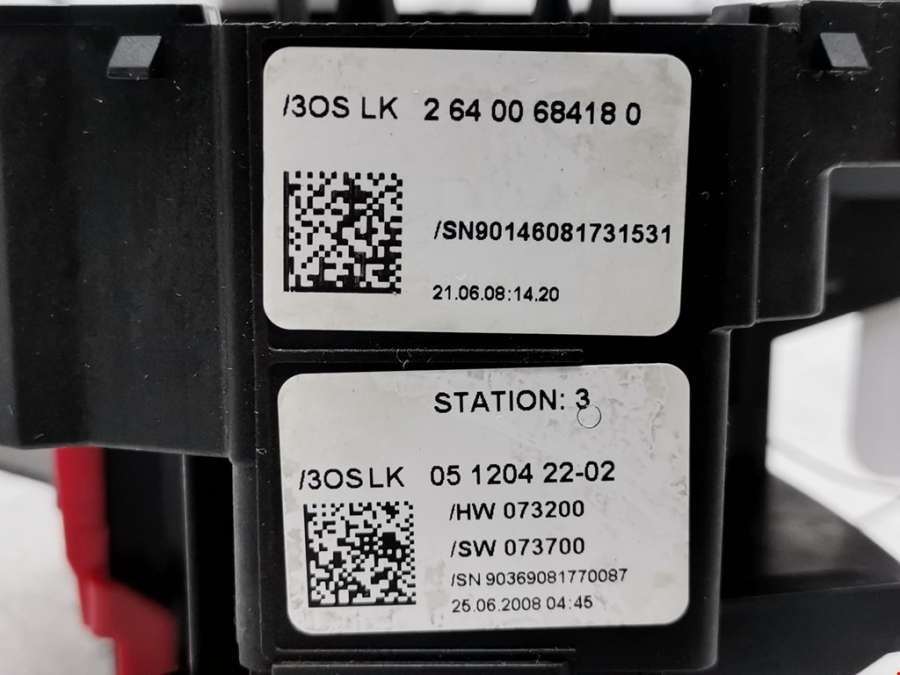 /3OS LK 2 64 00 68418 0
/SN90146081731531
21.06.08:14.20
STATION: 3
/3OS LK 05 1204 22-02
/HW 073200
/SW 073700
/SN 90369081770087
25.06.2008 04:45